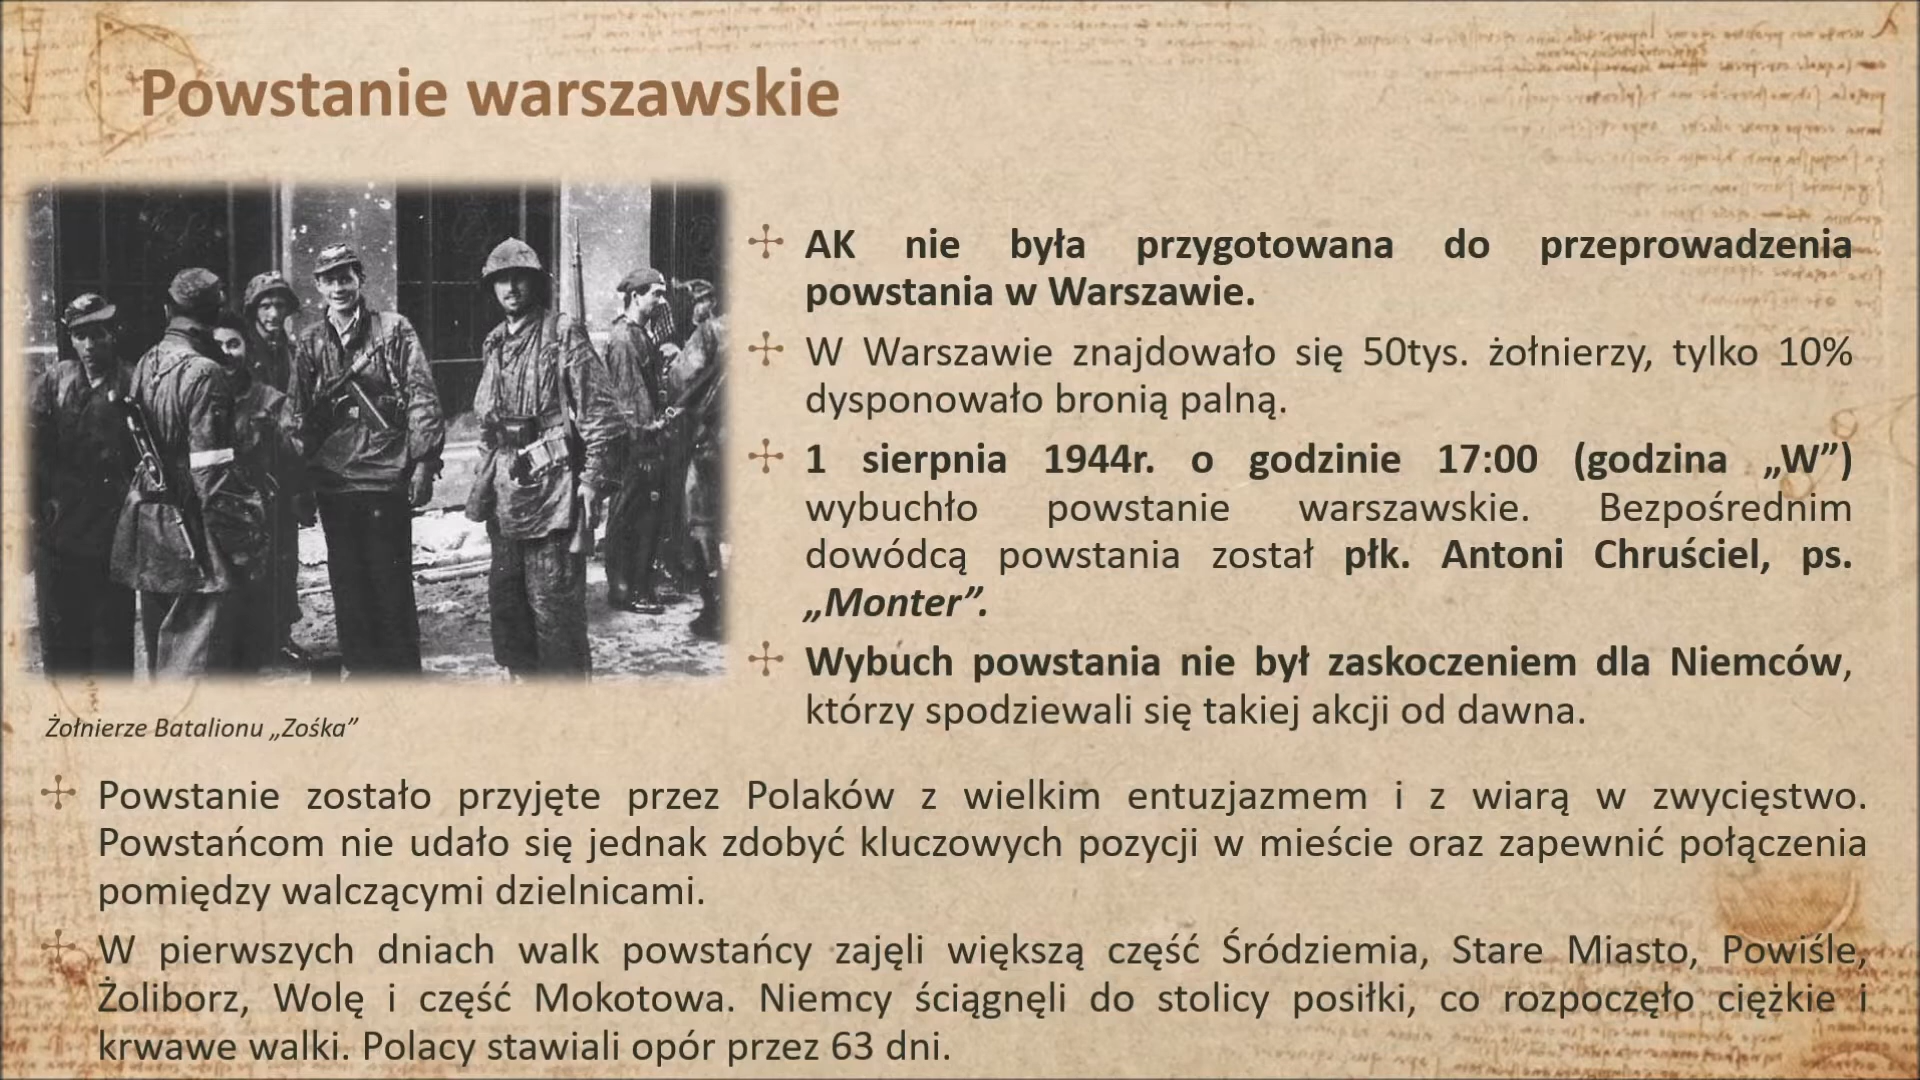 Powstanie warszawskie
AK nie była przygotowana do przeprowadzenia
powstania w Warszawie.
W Warszawie znajdowało się 50tys. żołnierzy, tylko 10%
dysponowało bronią palną.
1 sierpnia 1944r. o godzinie 17:00 (godzina „W”)
wybuchło powstanie warszawskie. Bezpośrednim
dowódcą powstania został płk. Antoni Chruściel, ps.
„Monter”.
Wybuch powstania nie był zaskoczeniem dla Niemców,
którzy spodziewali się takiej akcji od dawna.
Żołnierze Batalionu „Zośka”
Powstanie zostało przyjęte przez Polaków z wielkim entuzjazmem i z wiarą w zwycięstwo.
Powstańcom nie udało się jednak zdobyć kluczowych pozycji w mieście oraz zapewnić połączenia
pomiędzy walczącymi dzielnicami.
W pierwszych dniach walk powstańcy zajęli większą część Śródziemia, Stare Miasto, Powiśle,
Żoliborz, Wolę i część Mokotowa. Niemcy ściągnęli do stolicy posiłki, co rozpoczęło ciężkie i
krwawe walki. Polacy stawiali opór przez 63 dni.